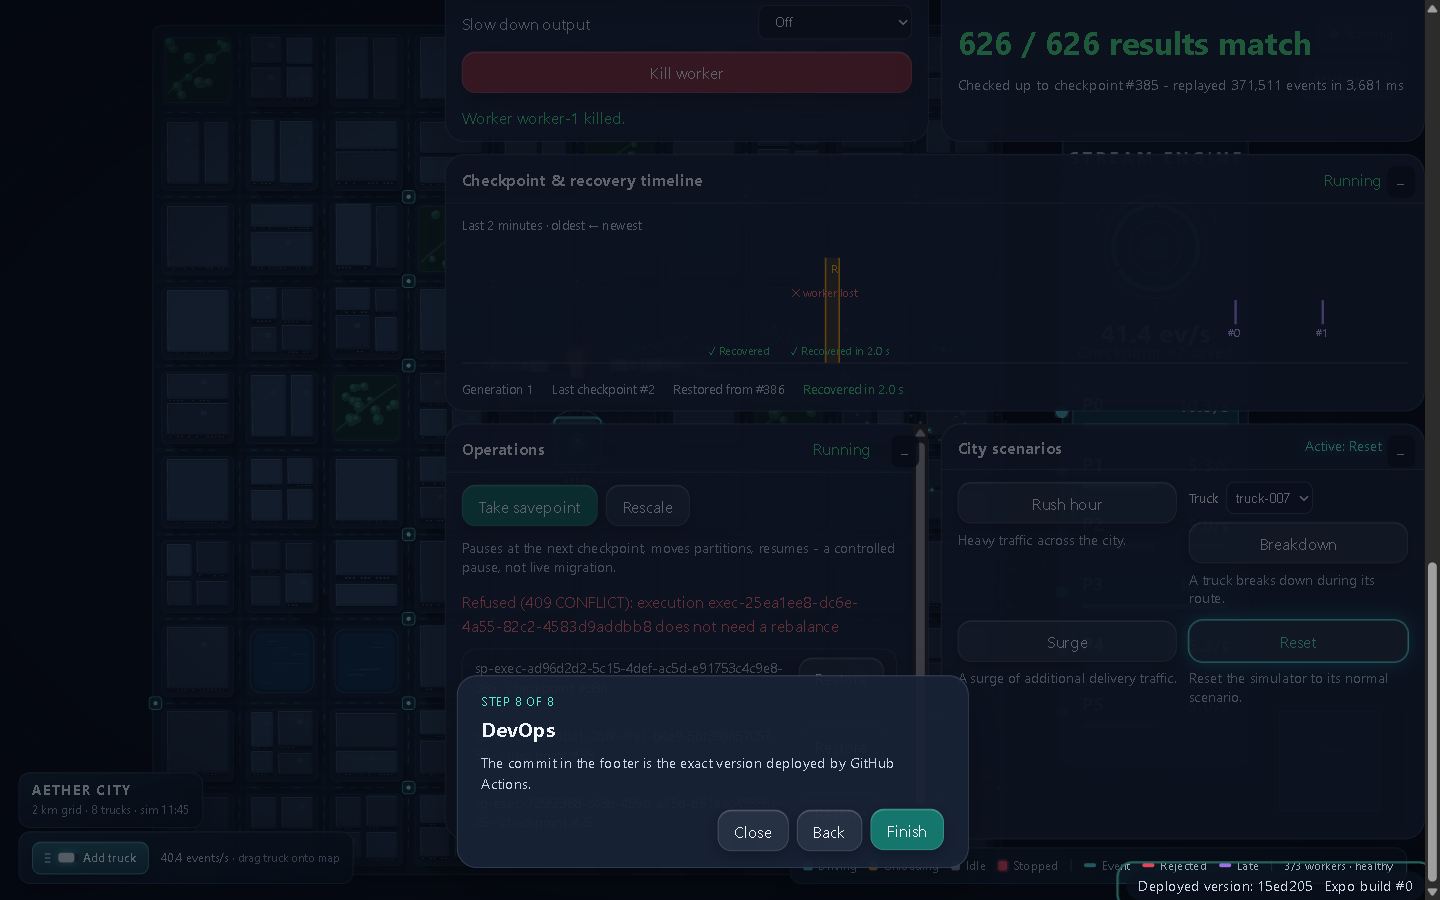 Slow down output
Off
Kill worker
Worker worker-1 killed.
626 / 626 results match
Checked up to checkpoint #385 - replayed 371,511 events in 3,681 ms
Checkpoint & recovery timeline
Running
Last 2 minutes · oldest ← newest
R
× worker lost
✓ Recovered
✓ Recovered in 2.0 s
41.4 ev/s
#0
#1
Generation 1
Last checkpoint #2
Restored from #386
Recovered in 2.0 s
Operations
Running
Take savepoint
Rescale
Pauses at the next checkpoint, moves partitions, resumes - a controlled
pause, not live migration.
Refused (409 CONFLICT): execution exec-25ea1ee8-dc6e-
4a55-82c2-4583d9addbb8 does not need a rebalance
sp-exec-ad96d2d2-5c15-4def-ac5d-e91753c4c9e8-
City scenarios
Active: Reset
Rush hour
Heavy traffic across the city.
Truck
truck-007
Breakdown
A truck breaks down during its
route.
Surge
A surge of additional delivery traffic.
Reset
Reset the simulator to its normal
scenario.
STEP 8 OF 8
DevOps
The commit in the footer is the exact version deployed by GitHub
Actions.
Close
Back
Finish
AETHER CITY
2 km grid · 8 trucks · sim 11:45
Add truck
40.4 events/s · drag truck onto map
Driving
Idle
Stopped
Event
Rejected
Late
3/3 workers · healthy
Deployed version: 15ed205
Expo build #0